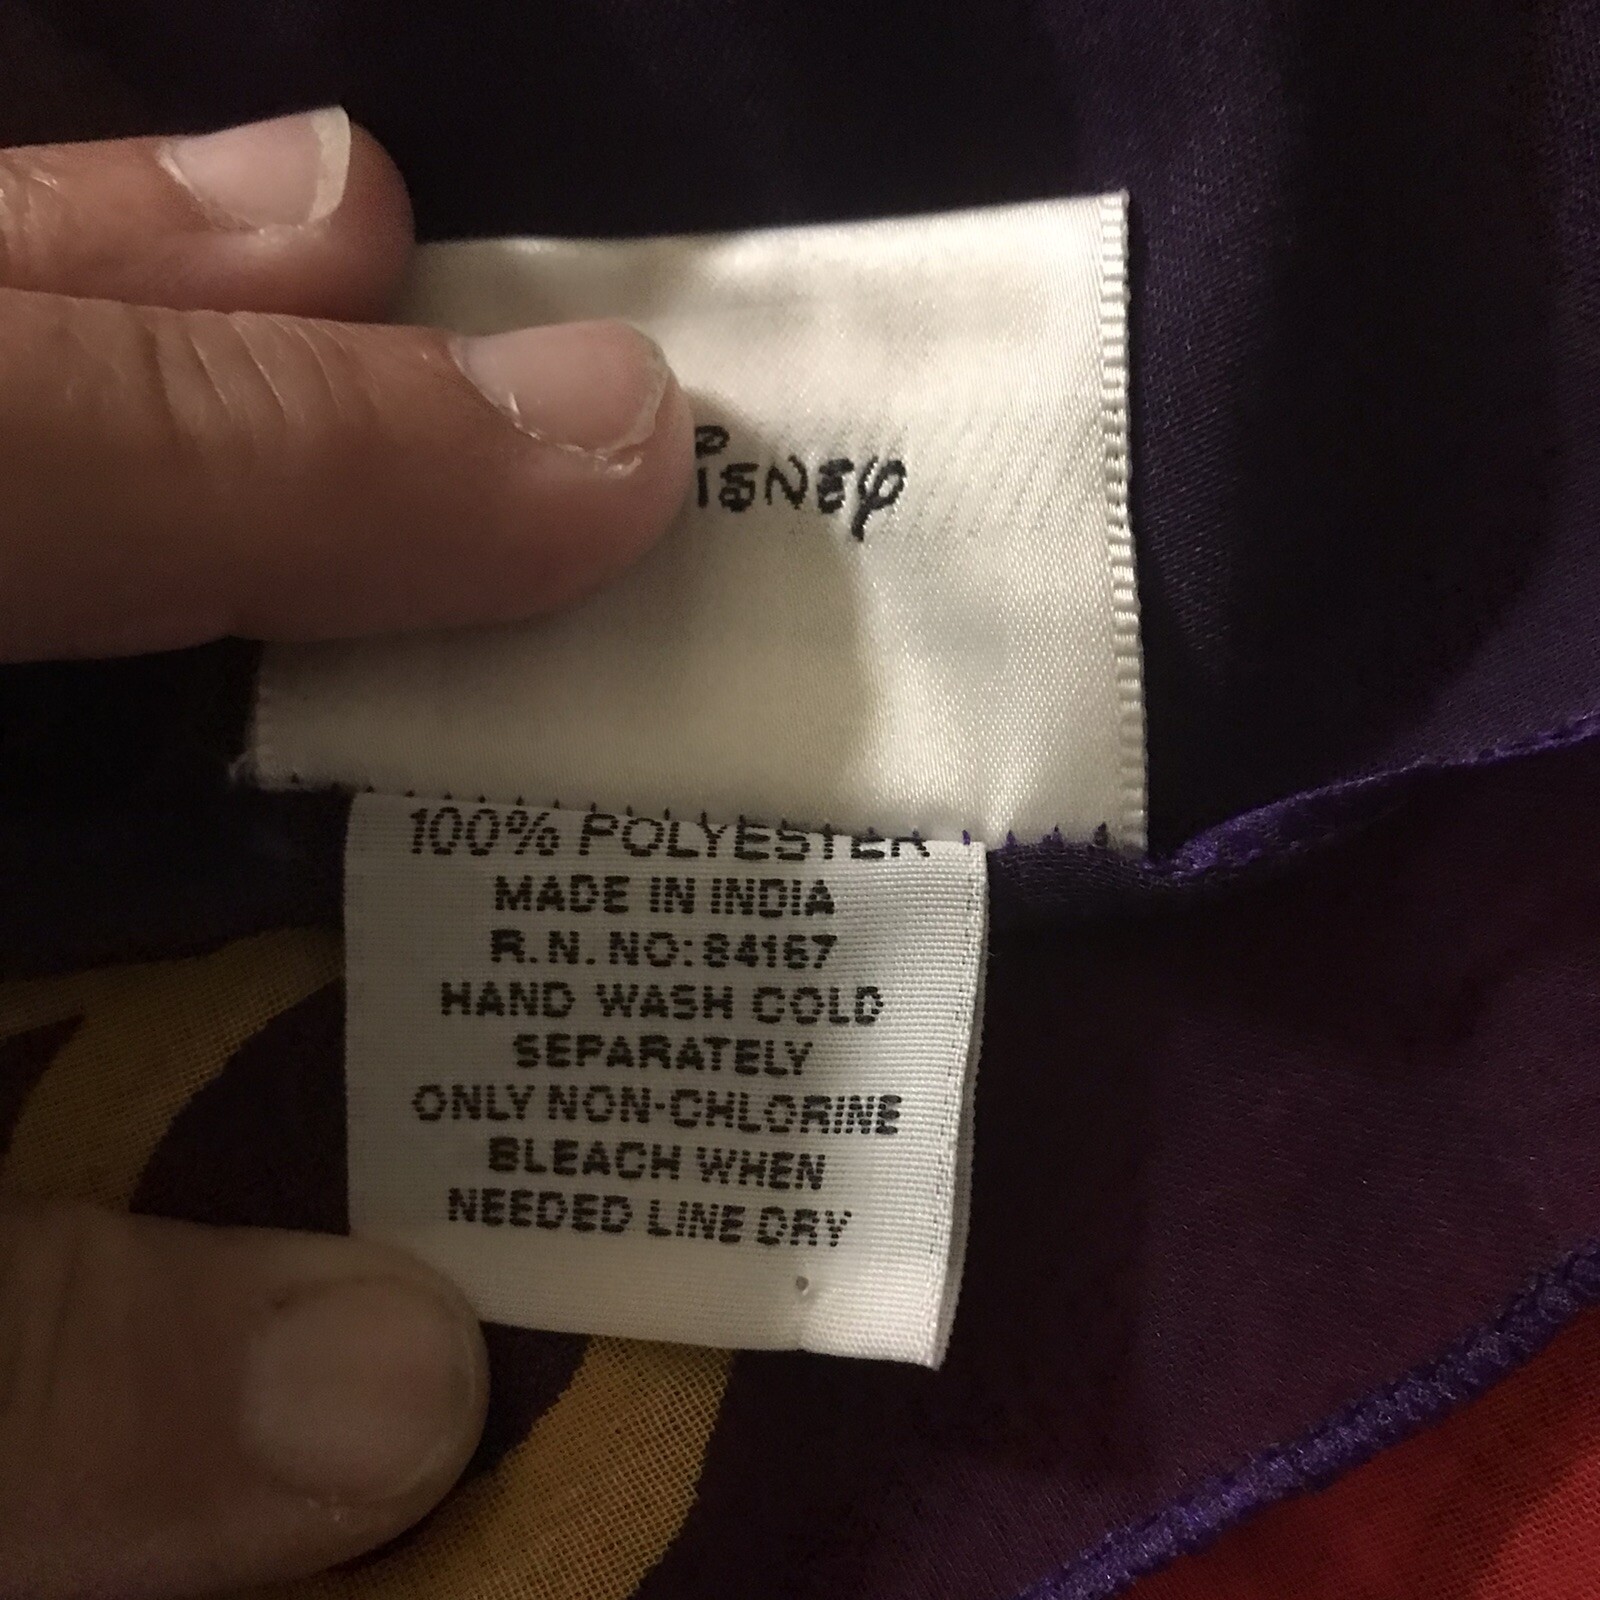 Disney
100% POLYESTER
MADE IN INDIA
R.N. NO: 84167
HAND WASH COLD
SEPARATELY
ONLY NON-CHLORINE
BLEACH WHEN
NEEDED LINE DRY